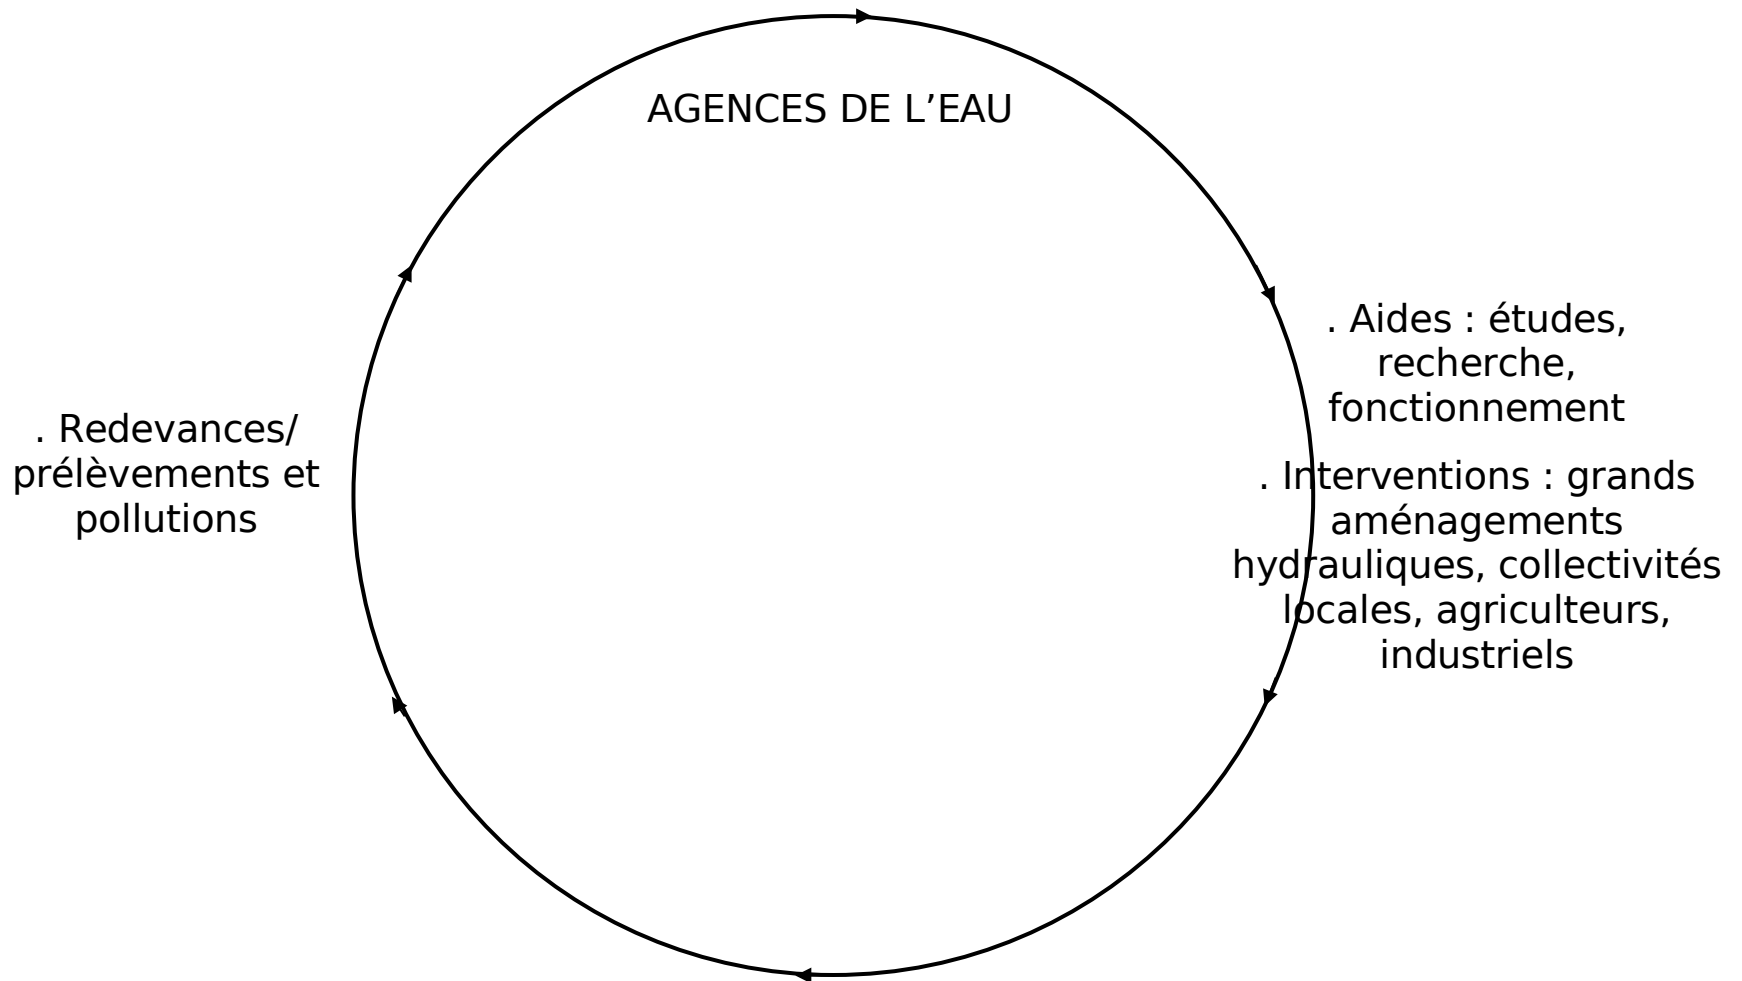 AGENCES DE L’EAU
. Aides : études,
recherche,
fonctionnement
. Redevances/
prélèvements et
pollutions
. Interventions : grands
aménagements
hydrauliques, collectivités
locales, agriculteurs,
industriels